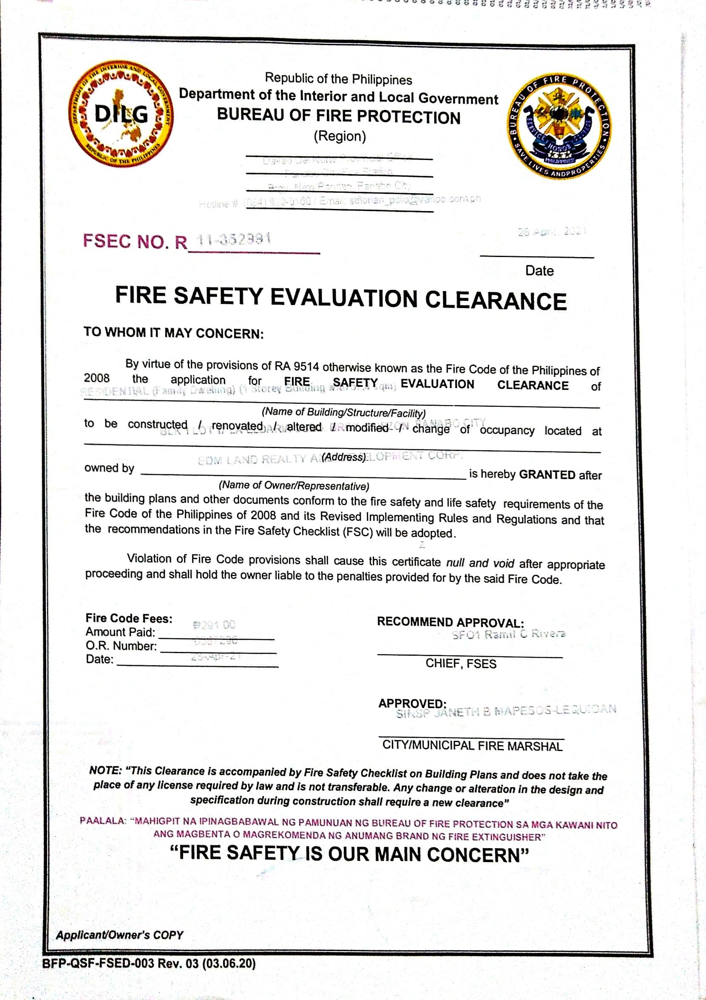 Republic of the Philippines
Department of the Interior and Local Government
BUREAU OF FIRE PROTECTION
(Region)
DEPARTMENT OF THE INTERIOR AND LOCAL GOVERNMENT
DILG
REPUBLIC OF THE PHILIPPINES
BUREAU OF FIRE PROTECTION
SERVICE HONOR
PHILIPPINES
SAVE LIVES ANDPROPERTIES
Davao Del Norte Provincial Office
Panabo City Fire Station
Brgy. New Pandan, Panabo City
Hotline # (084) Email: yahoo.com.ph
FSEC NO. R 11-352991
26 April, 2021
Date
FIRE SAFETY EVALUATION CLEARANCE
TO WHOM IT MAY CONCERN:
By virtue of the provisions of RA 9514 otherwise known as the Fire Code of the Philippines of
2008 the application for FIRE SAFETY EVALUATION CLEARANCE of
RESIDENTIAL (Family Dwelling) (1 Storey Building sqm)
(Name of Building/Structure/Facility)
to be constructed / renovated / altered / modified / change of occupancy located at
BLK 1 LOT PANABO CITY
(Address)
EDM LAND REALTY AND DEVELOPMENT CORP.
owned by is hereby GRANTED after
(Name of Owner/Representative)
the building plans and other documents conform to the fire safety and life safety requirements of the
Fire Code of the Philippines of 2008 and its Revised Implementing Rules and Regulations and that
the recommendations in the Fire Safety Checklist (FSC) will be adopted.
Z
Violation of Fire Code provisions shall cause this certificate null and void after appropriate
proceeding and shall hold the owner liable to the penalties provided for by the said Fire Code.
Fire Code Fees:
Amount Paid: ₱291.00
O.R. Number:
Date: 23-Apr-21
RECOMMEND APPROVAL:
SFO1 Ramil C Rivera
CHIEF, FSES
APPROVED:
SINSP JANETH B MAPESOS-LEQUIGAN
CITY/MUNICIPAL FIRE MARSHAL
NOTE: “This Clearance is accompanied by Fire Safety Checklist on Building Plans and does not take the
place of any license required by law and is not transferable. Any change or alteration in the design and
specification during construction shall require a new clearance”
PAALALA: “MAHIGPIT NA IPINAGBABAWAL NG PAMUNUAN NG BUREAU OF FIRE PROTECTION SA MGA KAWANI NITO
ANG MAGBENTA O MAGREKOMENDA NG ANUMANG BRAND NG FIRE EXTINGUISHER”
“FIRE SAFETY IS OUR MAIN CONCERN”
Applicant/Owner's COPY
BFP-QSF-FSED-003 Rev. 03 (03.06.20)